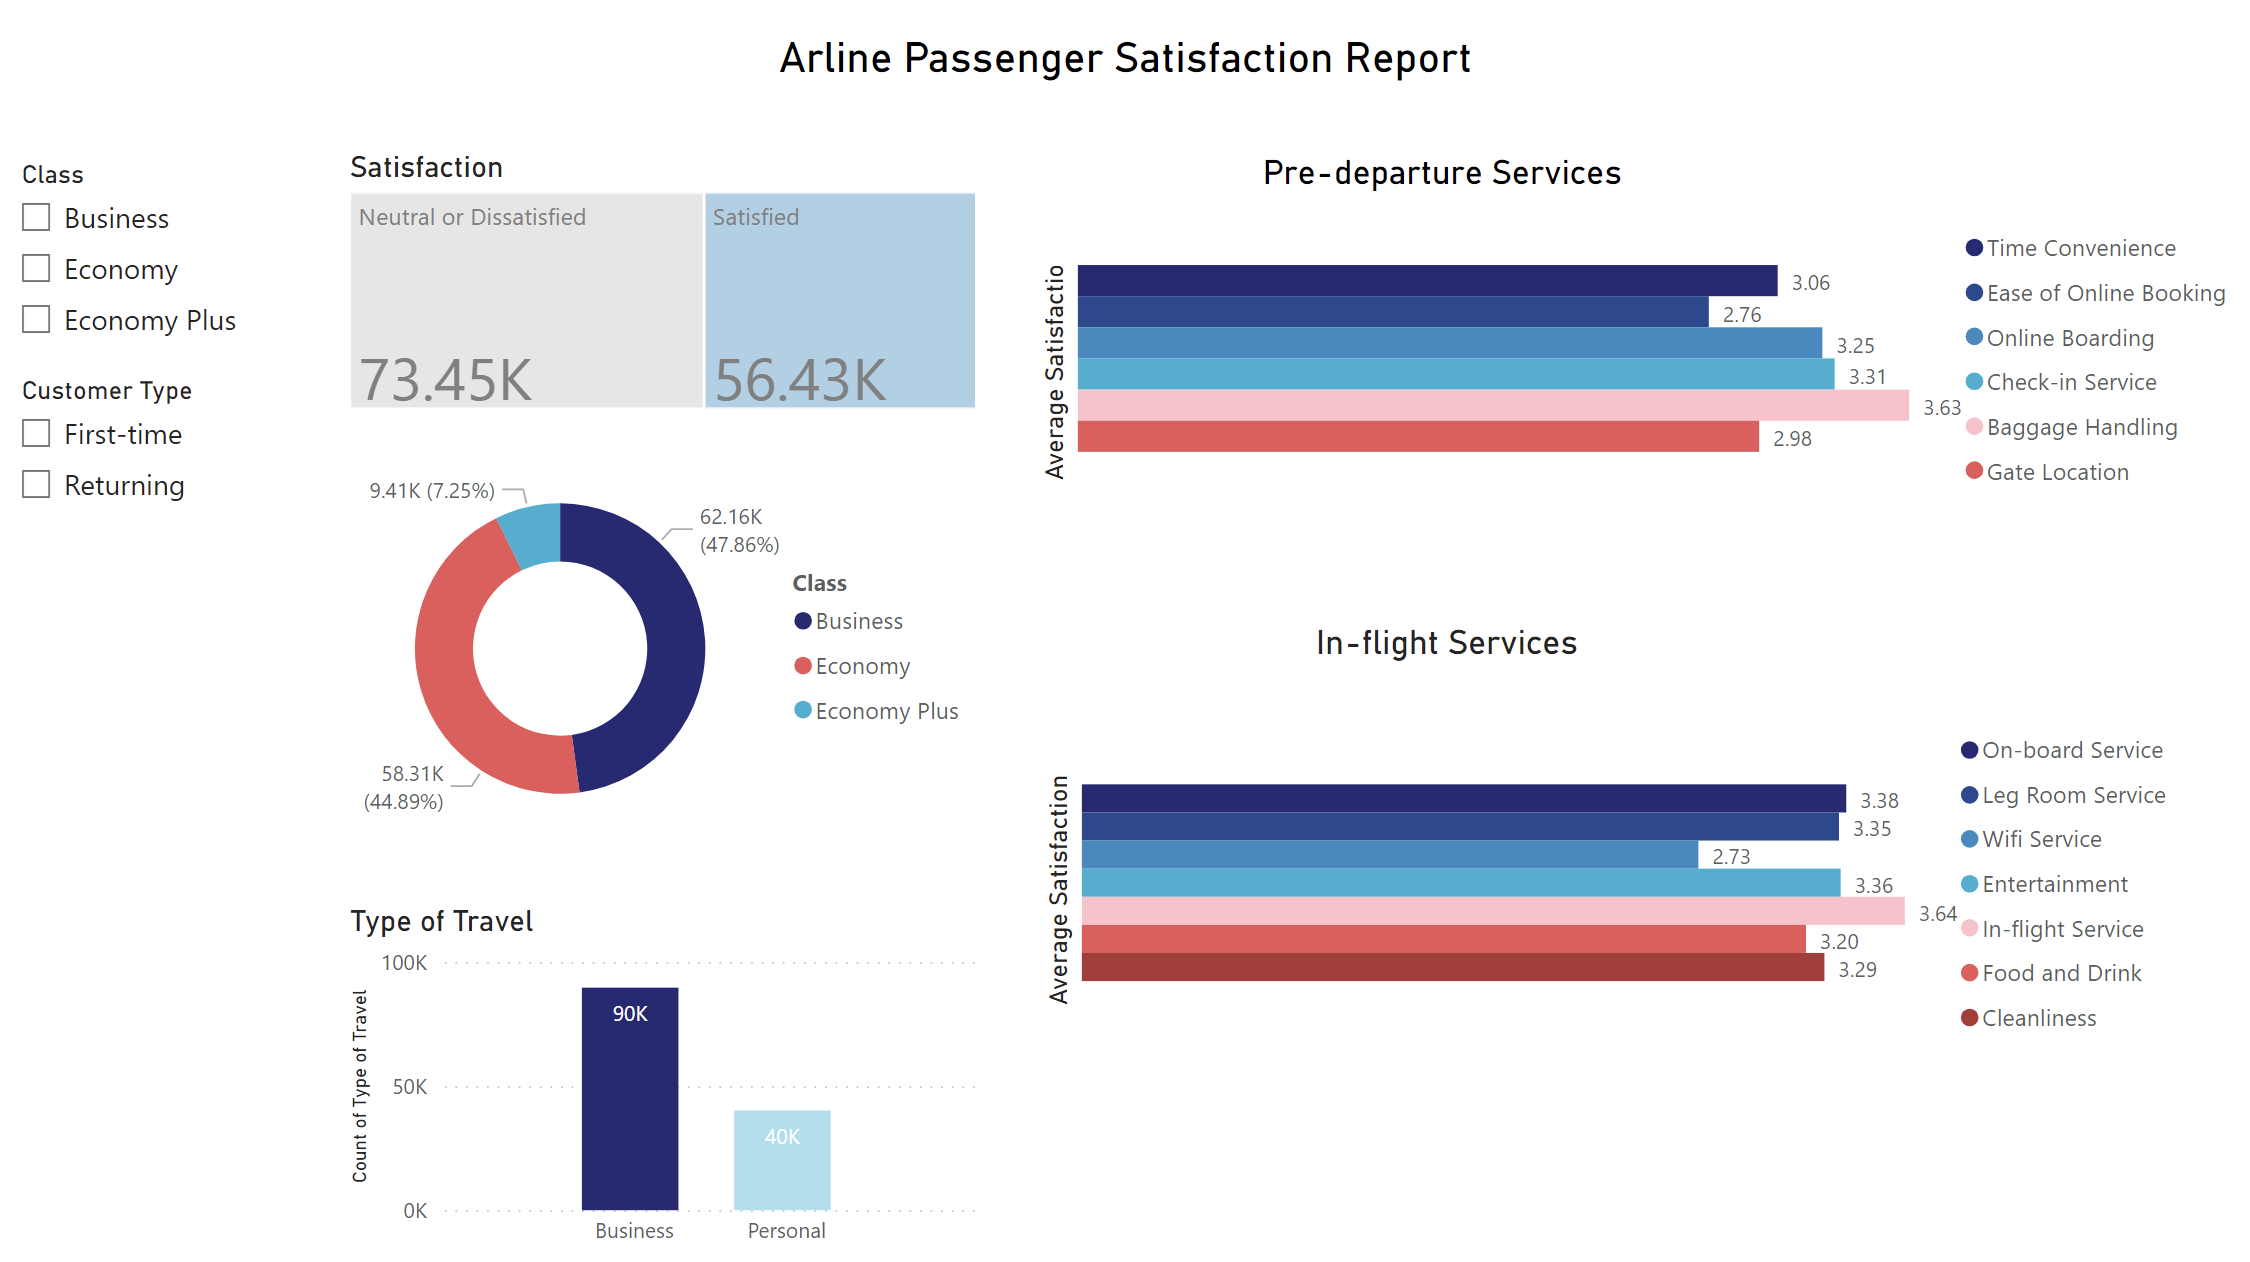 Arline Passenger Satisfaction Report
Class
Business
Economy
Economy Plus
Customer Type
First-time
Returning
Satisfaction
Neutral or Dissatisfied
73.45K
Satisfied
56.43K
9.41K (7.25%)
62.16K
(47.86%)
58.31K
(44.89%)
Class
Business
Economy
Economy Plus
Type of Travel
Count of Type of Travel
100K
50K
0K
90K
40K
Business
Personal
Pre-departure Services
Average Satisfactio
3.06
2.76
3.25
3.31
3.63
2.98
Time Convenience
Ease of Online Booking
Online Boarding
Check-in Service
Baggage Handling
Gate Location
In-flight Services
Average Satisfaction
3.38
3.35
2.73
3.36
3.64
3.20
3.29
On-board Service
Leg Room Service
Wifi Service
Entertainment
In-flight Service
Food and Drink
Cleanliness